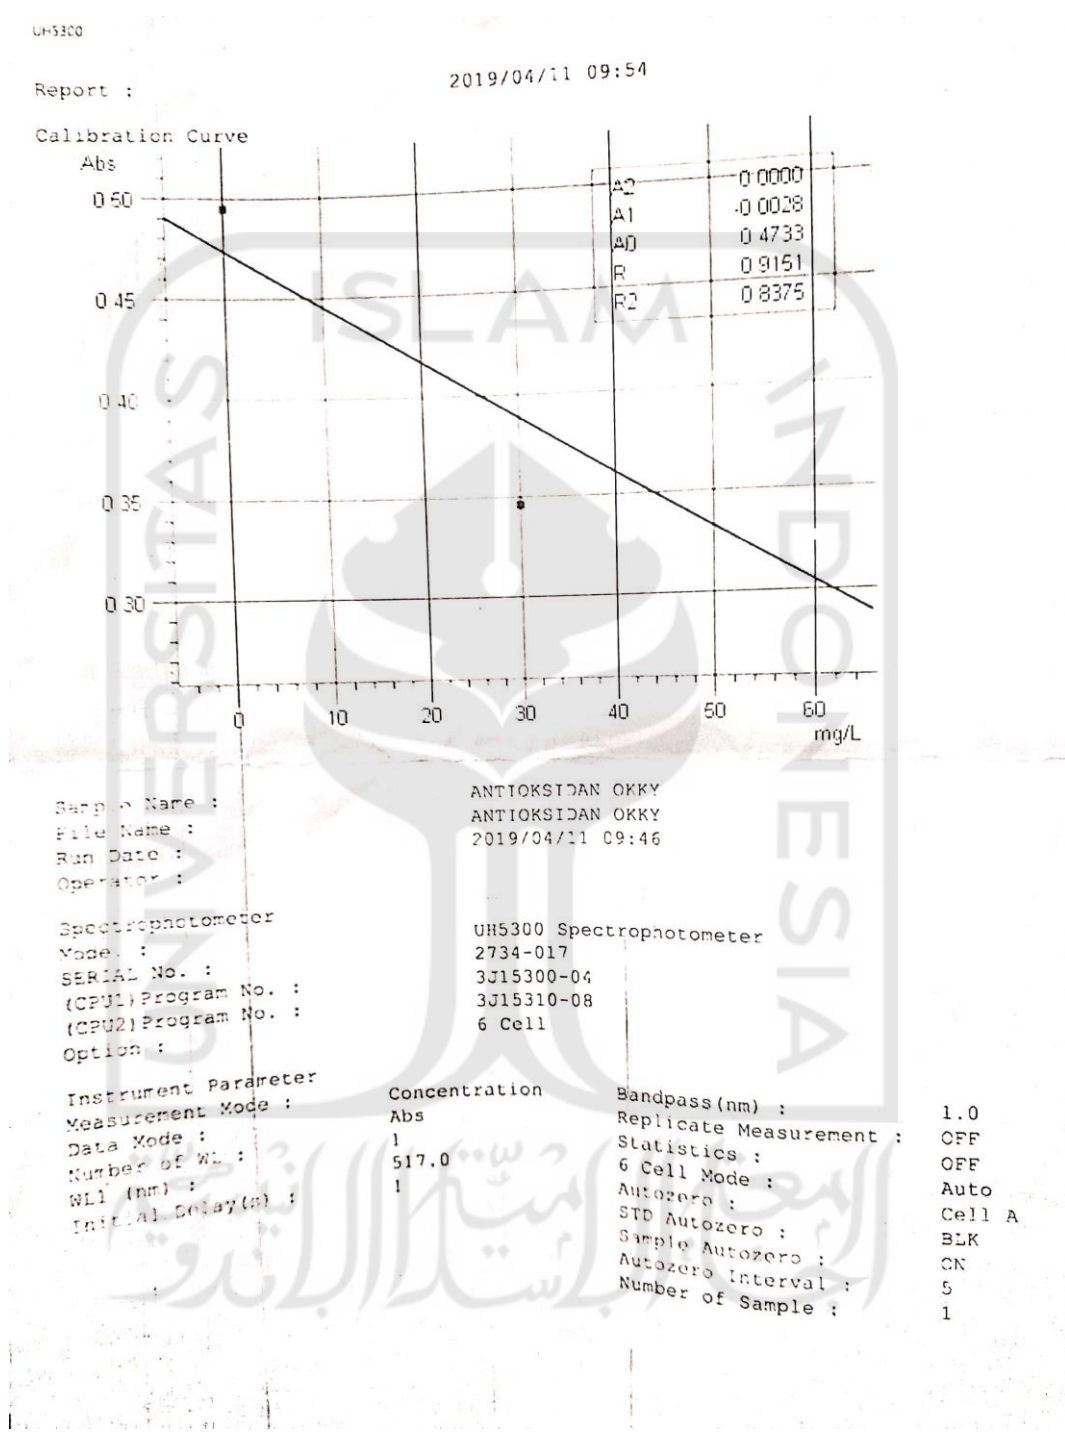 UH5300
2019/04/11 09:54
Report :
Calibration Curve
Abs
A2 0.0000
A1 -0.0028
A0 0.4733
R 0.9151
R2 0.8375
0.50
0.45
0.40
0.35
0.30
0 10 20 30 40 50 60
mg/L
UNIVERSITAS
ISLAM
INDONESIA
Sample Name : ANTIOKSIDAN OKKY
File Name : ANTIOKSIDAN OKKY
Run Date : 2019/04/11 09:46
Operator :
Spectrophotometer
Model : UH5300 Spectrophotometer
SERIAL No. : 2734-017
(CPU1)Program No. : 3J15300-04
(CPU2)Program No. : 3J15310-08
Option : 6 Cell
Instrument Parameter
Measurement Mode : Concentration
Data Mode : Abs
Number of WL : 1
WL1 (nm) : 517.0
Initial Delay(s) : 1
Bandpass(nm) : 1.0
Replicate Measurement : OFF
Statistics : OFF
6 Cell Mode : Auto
Autozero : Cell A
STD Autozero : BLK
Sample Autozero : ON
Autozero Interval : 5
Number of Sample : 1